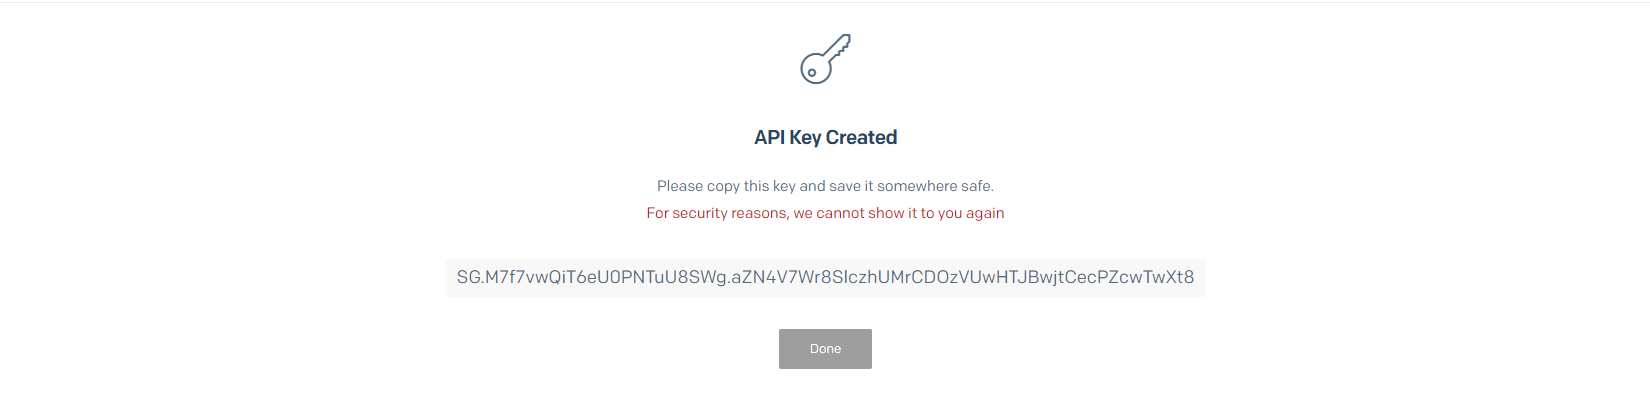 API Key Created
Please copy this key and save it somewhere safe.
For security reasons, we cannot show it to you again
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
Done